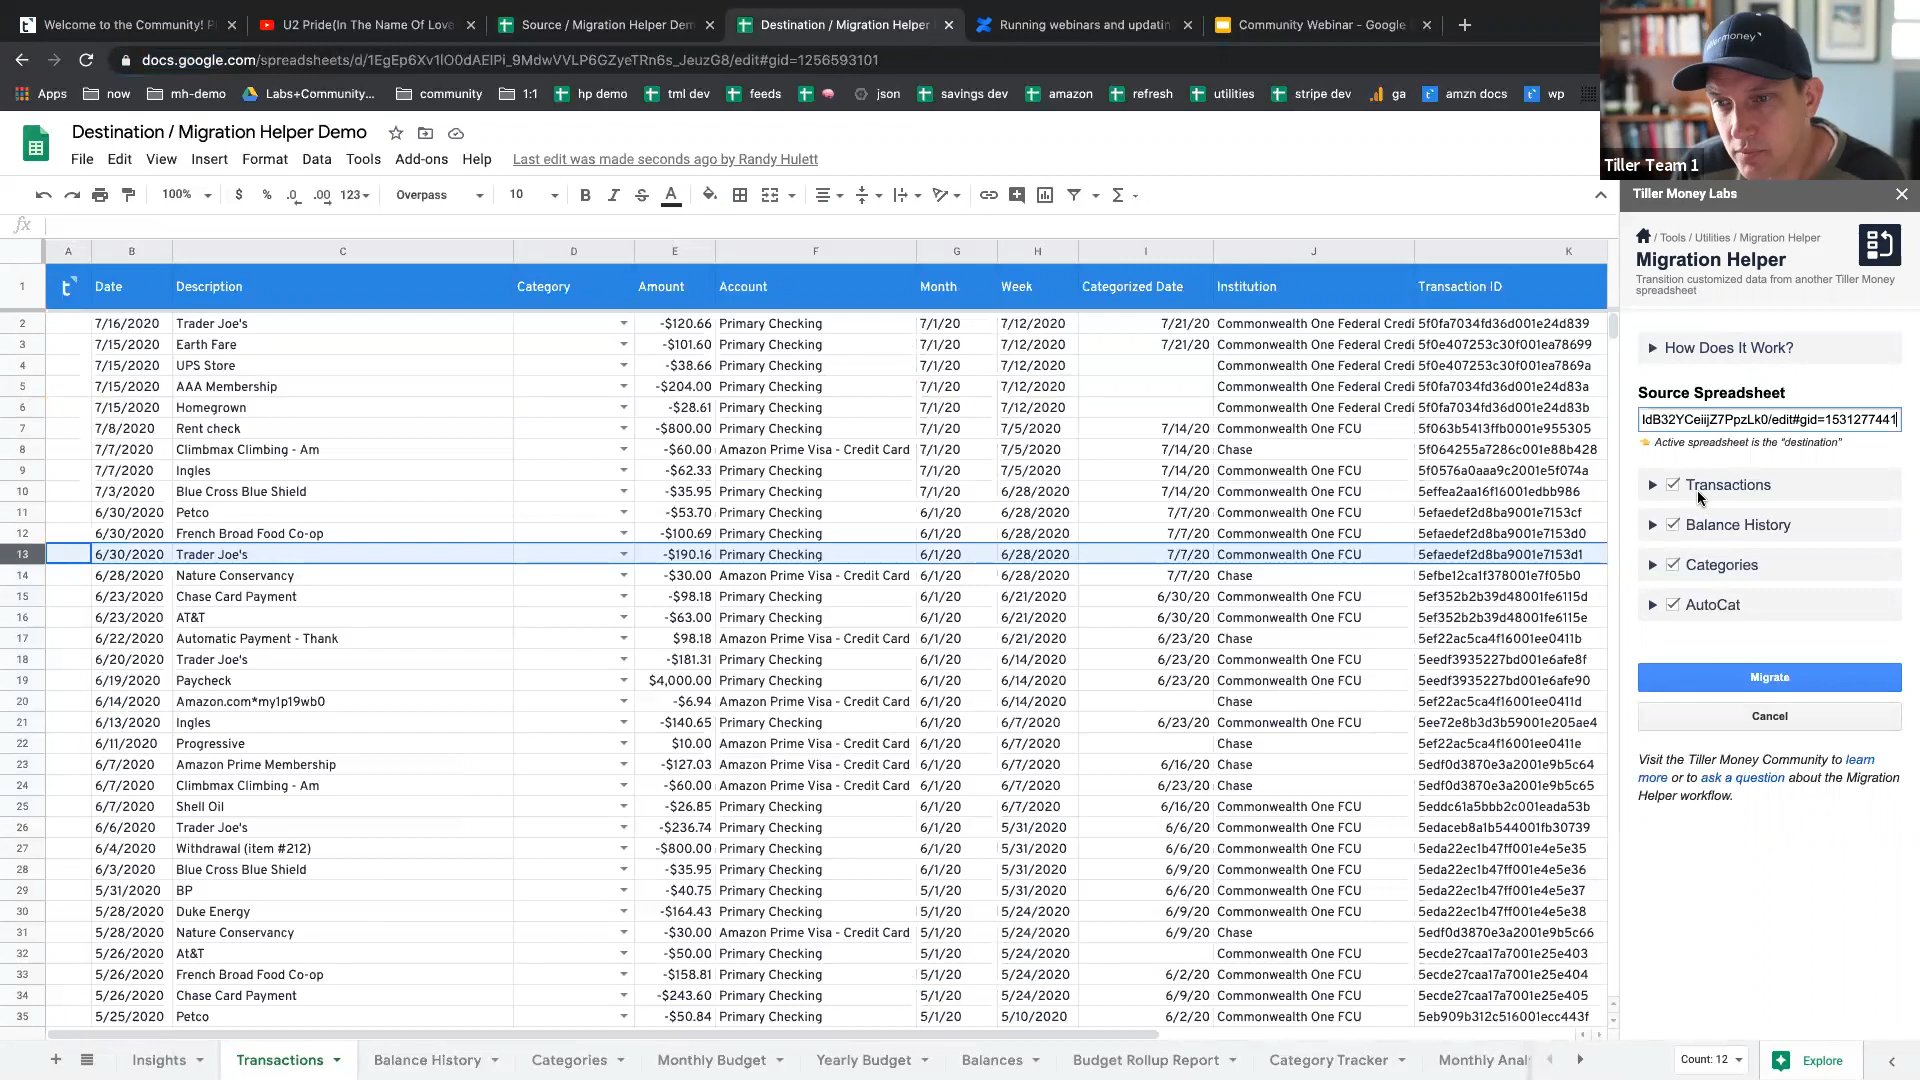 Welcome to the Community! P
U2 Pride(In The Name Of Love
Source / Migration Helper Dem
Destination / Migration Helper
Running webinars and updatin
Community Webinar - Google
docs.google.com/spreadsheets/d/1EgEp6Xv1lO0dAEIPi_9MdwVVLP6GZyeTRn6s_JeuzG8/edit#gid=1256593101
Apps now mh-demo Labs+Community... community 1:1 hp demo tml dev feeds json savings dev amazon refresh utilities stripe dev ga amzn docs wp
Destination / Migration Helper Demo
File Edit View Insert Format Data Tools Add-ons Help Last edit was made seconds ago by Randy Hulett
Tiller Team 1
100% $ % .0 .00 123 Overpass 10 B I S A
Tiller Money Labs
fx
/ Tools / Utilities / Migration Helper
Migration Helper
Transition customized data from another Tiller Money
spreadsheet
How Does It Work?
Source Spreadsheet
IdB32YCeiijZ7PpzLk0/edit#gid=1531277441
Active spreadsheet is the "destination"
Transactions
Balance History
Categories
AutoCat
Migrate
Cancel
Visit the Tiller Money Community to learn
more or to ask a question about the Migration
Helper workflow.
A B C D E F G H I J K
1 Date Description Category Amount Account Month Week Categorized Date Institution Transaction ID
2 7/16/2020 Trader Joe's -$120.66 Primary Checking 7/1/20 7/12/2020 7/21/20 Commonwealth One Federal Credi 5f0fa7034fd36d001e24d839
3 7/15/2020 Earth Fare -$101.60 Primary Checking 7/1/20 7/12/2020 7/21/20 Commonwealth One Federal Credi 5f0e407253c30f001ea78699
4 7/15/2020 UPS Store -$38.66 Primary Checking 7/1/20 7/12/2020 Commonwealth One Federal Credi 5f0e407253c30f001ea7869a
5 7/15/2020 AAA Membership -$204.00 Primary Checking 7/1/20 7/12/2020 Commonwealth One Federal Credi 5f0fa7034fd36d001e24d83a
6 7/15/2020 Homegrown -$28.61 Primary Checking 7/1/20 7/12/2020 Commonwealth One Federal Credi 5f0fa7034fd36d001e24d83b
7 7/8/2020 Rent check -$800.00 Primary Checking 7/1/20 7/5/2020 7/14/20 Commonwealth One FCU 5f063b5413ffb0001e955305
8 7/7/2020 Climbmax Climbing - Am -$60.00 Amazon Prime Visa - Credit Card 7/1/20 7/5/2020 7/14/20 Chase 5f064255a7286c001e88b428
9 7/7/2020 Ingles -$62.33 Primary Checking 7/1/20 7/5/2020 7/14/20 Commonwealth One FCU 5f0576a0aaa9c2001e5f074a
10 7/3/2020 Blue Cross Blue Shield -$35.95 Primary Checking 7/1/20 6/28/2020 7/14/20 Commonwealth One FCU 5effea2aa16f16001edbb986
11 6/30/2020 Petco -$53.70 Primary Checking 6/1/20 6/28/2020 7/7/20 Commonwealth One FCU 5efaedef2d8ba9001e7153cf
12 6/30/2020 French Broad Food Co-op -$100.69 Primary Checking 6/1/20 6/28/2020 7/7/20 Commonwealth One FCU 5efaedef2d8ba9001e7153d0
13 6/30/2020 Trader Joe's -$190.16 Primary Checking 6/1/20 6/28/2020 7/7/20 Commonwealth One FCU 5efaedef2d8ba9001e7153d1
14 6/28/2020 Nature Conservancy -$30.00 Amazon Prime Visa - Credit Card 6/1/20 6/28/2020 7/7/20 Chase 5efbe12ca1f378001e7f05b0
15 6/23/2020 Chase Card Payment -$98.18 Primary Checking 6/1/20 6/21/2020 6/30/20 Commonwealth One FCU 5ef352b2b39d48001fe6115d
16 6/23/2020 AT&T -$63.00 Primary Checking 6/1/20 6/21/2020 6/30/20 Commonwealth One FCU 5ef352b2b39d48001fe6115e
17 6/22/2020 Automatic Payment - Thank $98.18 Amazon Prime Visa - Credit Card 6/1/20 6/21/2020 6/23/20 Chase 5ef22ac5ca4f16001ee0411b
18 6/20/2020 Trader Joe's -$181.31 Primary Checking 6/1/20 6/14/2020 6/23/20 Commonwealth One FCU 5eedf3935227bd001e6afe8f
19 6/19/2020 Paycheck $4,000.00 Primary Checking 6/1/20 6/14/2020 6/23/20 Commonwealth One FCU 5eedf3935227bd001e6afe90
20 6/14/2020 Amazon.com*my1p19wb0 -$6.94 Amazon Prime Visa - Credit Card 6/1/20 6/14/2020 Chase 5ef22ac5ca4f16001ee0411d
21 6/13/2020 Ingles -$140.65 Primary Checking 6/1/20 6/7/2020 6/23/20 Commonwealth One FCU 5ee72e8b3d3b59001e205ae4
22 6/11/2020 Progressive $10.00 Amazon Prime Visa - Credit Card 6/1/20 6/7/2020 Chase 5ef22ac5ca4f16001ee0411e
23 6/7/2020 Amazon Prime Membership -$127.03 Amazon Prime Visa - Credit Card 6/1/20 6/7/2020 6/16/20 Chase 5edf0d3870e3a2001e9b5c64
24 6/7/2020 Climbmax Climbing - Am -$60.00 Amazon Prime Visa - Credit Card 6/1/20 6/7/2020 6/23/20 Chase 5edf0d3870e3a2001e9b5c65
25 6/7/2020 Shell Oil -$26.85 Primary Checking 6/1/20 6/7/2020 6/16/20 Commonwealth One FCU 5eddc61a5bbb2c001eada53b
26 6/6/2020 Trader Joe's -$236.74 Primary Checking 6/1/20 5/31/2020 6/6/20 Commonwealth One FCU 5edaceb8a1b544001fb30739
27 6/4/2020 Withdrawal (item #212) -$800.00 Primary Checking 6/1/20 5/31/2020 6/6/20 Commonwealth One FCU 5eda22ec1b47ff001e4e5e35
28 6/3/2020 Blue Cross Blue Shield -$35.95 Primary Checking 6/1/20 5/31/2020 6/9/20 Commonwealth One FCU 5eda22ec1b47ff001e4e5e36
29 5/31/2020 BP -$40.75 Primary Checking 5/1/20 5/31/2020 6/6/20 Commonwealth One FCU 5eda22ec1b47ff001e4e5e37
30 5/28/2020 Duke Energy -$164.43 Primary Checking 5/1/20 5/24/2020 6/9/20 Commonwealth One FCU 5eda22ec1b47ff001e4e5e38
31 5/28/2020 Nature Conservancy -$30.00 Amazon Prime Visa - Credit Card 5/1/20 5/24/2020 6/9/20 Chase 5edf0d3870e3a2001e9b5c66
32 5/26/2020 At&T -$50.00 Primary Checking 5/1/20 5/24/2020 Commonwealth One FCU 5ecde27caa17a7001e25e403
33 5/26/2020 French Broad Food Co-op -$158.81 Primary Checking 5/1/20 5/24/2020 6/2/20 Commonwealth One FCU 5ecde27caa17a7001e25e404
34 5/26/2020 Chase Card Payment -$243.60 Primary Checking 5/1/20 5/24/2020 6/9/20 Commonwealth One FCU 5ecde27caa17a7001e25e405
35 5/25/2020 Petco -$50.84 Primary Checking 5/1/20 5/10/2020 6/2/20 Commonwealth One FCU 5eb909b312c516001ecc443f
Insights Transactions Balance History Categories Monthly Budget Yearly Budget Balances Budget Rollup Report Category Tracker Monthly Anal Count: 12 Explore